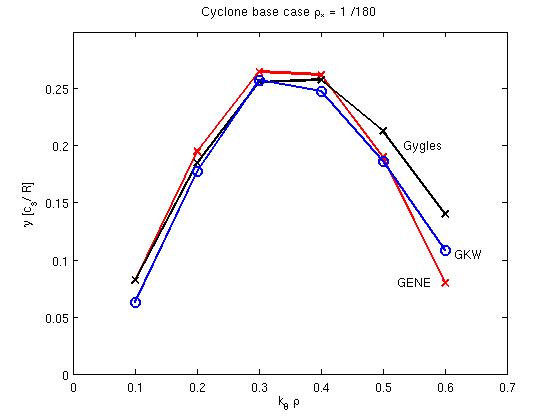 Cyclone base case ρ* = 1 /180
γ [c_s/ R]
0.25
0.2
0.15
0.1
0.05
0
Gygles
GKW
GENE
0 0.1 0.2 0.3 0.4 0.5 0.6 0.7
k_θ ρ